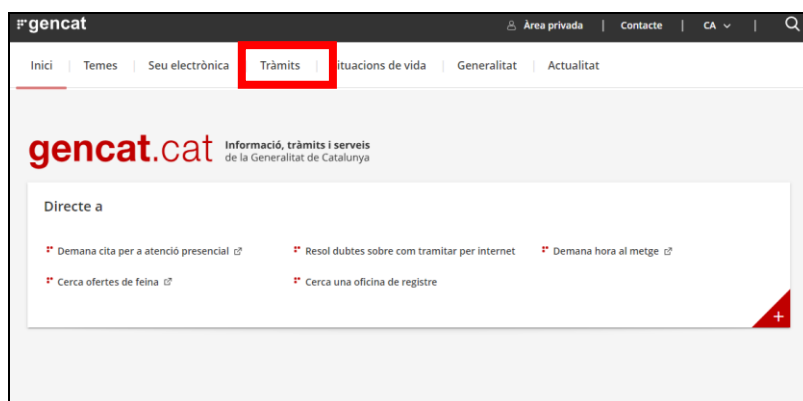 gencat
Àrea privada | Contacte | CA |
Inici | Temes | Seu electrònica | Tràmits | ituacions de vida | Generalitat | Actualitat
gencat.cat Informació, tràmits i serveis
de la Generalitat de Catalunya
Directe a
Demana cita per a atenció presencial
Resol dubtes sobre com tramitar per internet
Demana hora al metge
Cerca ofertes de feina
Cerca una oficina de registre
+